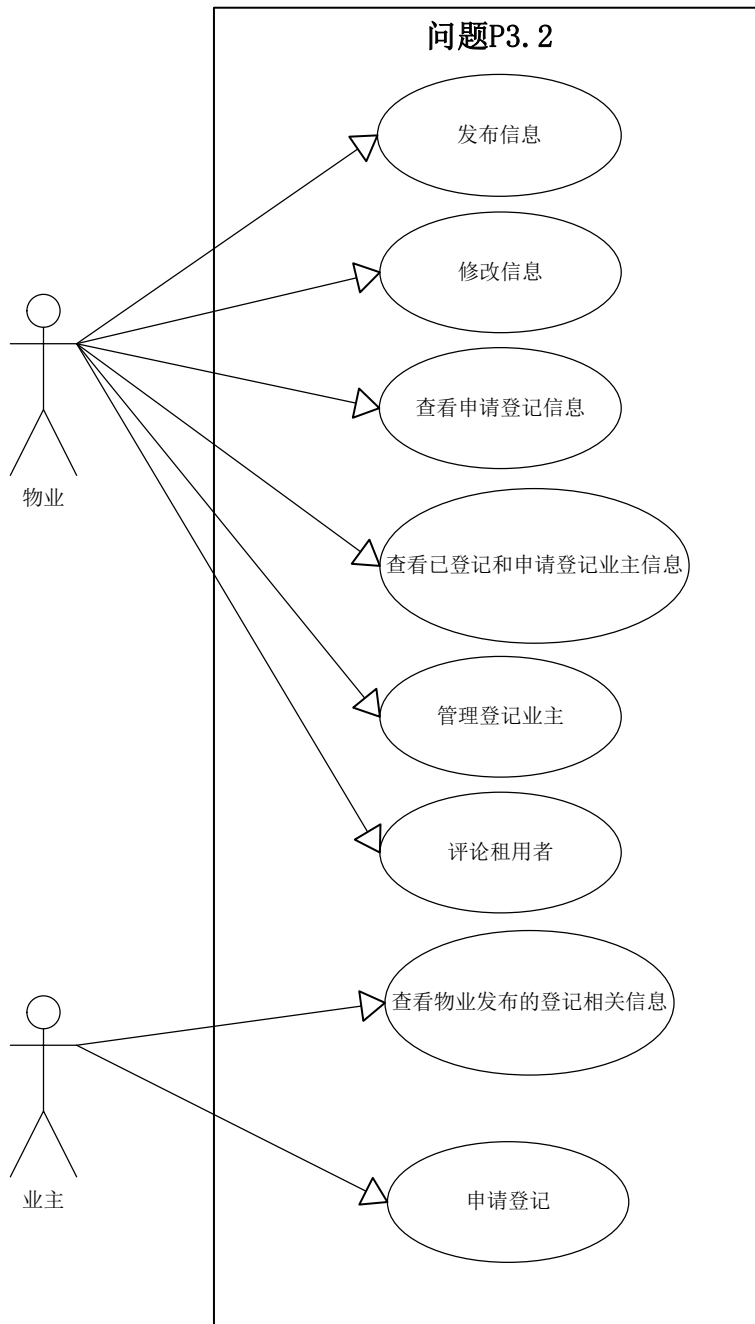 问题P3.2
发布信息
修改信息
查看申请登记信息
物业
查看已登记和申请登记业主信息
管理登记业主
评论租用者
查看物业发布的登记相关信息
业主
申请登记